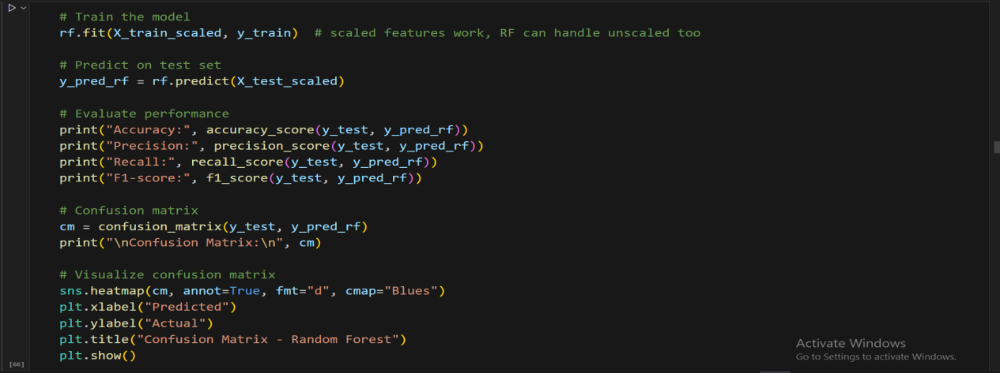 # Train the model
rf.fit(X_train_scaled, y_train)  # scaled features work, RF can handle unscaled too
# Predict on test set
y_pred_rf = rf.predict(X_test_scaled)
# Evaluate performance
print("Accuracy:", accuracy_score(y_test, y_pred_rf))
print("Precision:", precision_score(y_test, y_pred_rf))
print("Recall:", recall_score(y_test, y_pred_rf))
print("F1-score:", f1_score(y_test, y_pred_rf))
# Confusion matrix
cm = confusion_matrix(y_test, y_pred_rf)
print("\nConfusion Matrix:\n", cm)
# Visualize confusion matrix
sns.heatmap(cm, annot=True, fmt="d", cmap="Blues")
plt.xlabel("Predicted")
plt.ylabel("Actual")
plt.title("Confusion Matrix - Random Forest")
plt.show()
[66]
Activate Windows
Go to Settings to activate Windows.